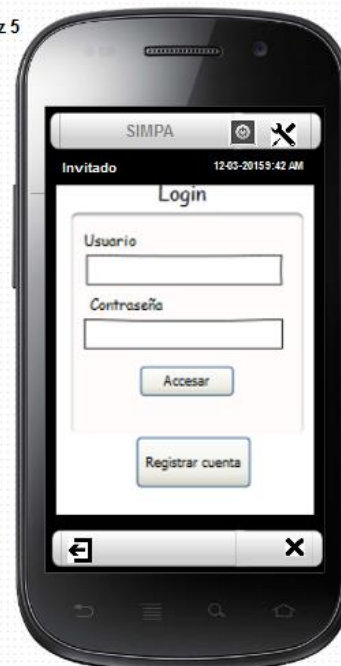 z 5
SIMPA
Invitado 12-03-2015 9:42 AM
Login
Usuario
Contraseña
Accesar
Registrar cuenta